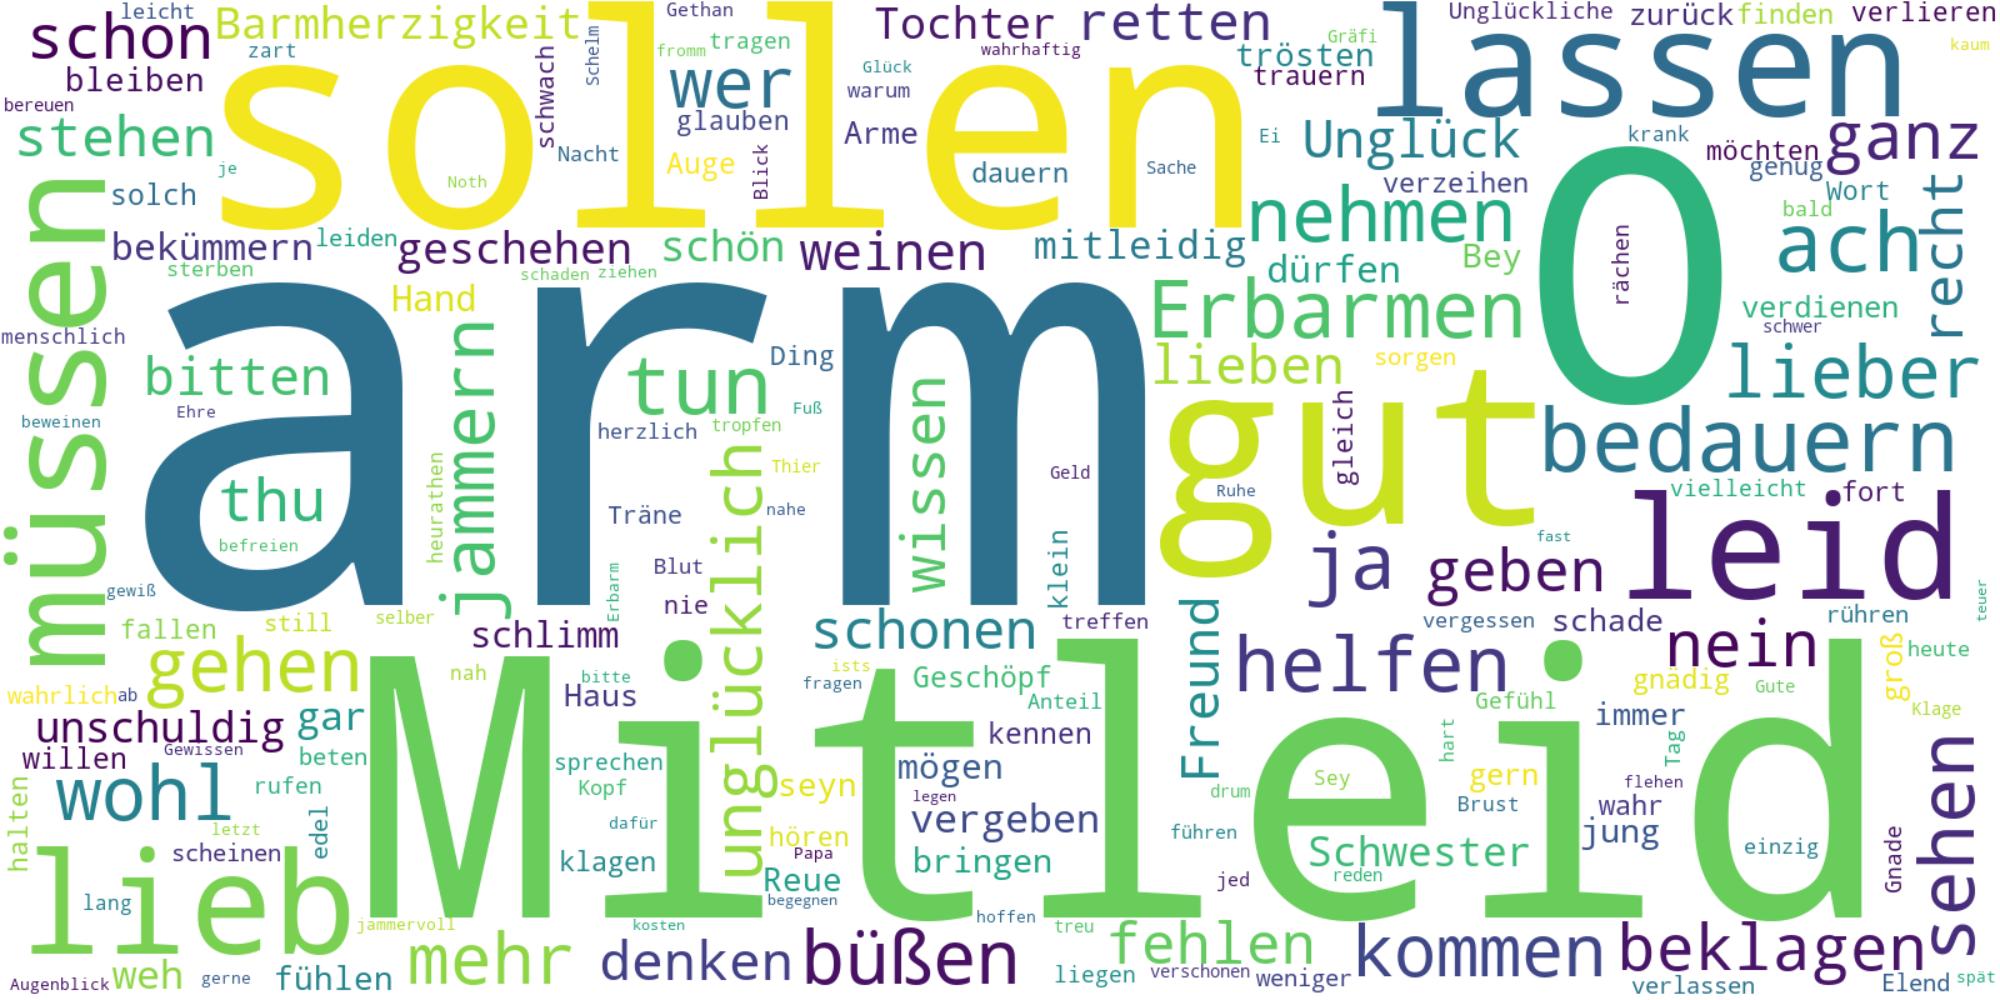 leicht
Gethan
Unglückliche
zurück
finden
verlieren
schon
Barmherzigkeit
sollen
Tochter
retten
lassen
zart
fromm
tragen
wahrhaftig
trösten
Gräfi
kaum
bleiben
schwach
Schelm
wer
Glück
warum
trauern
bereuen
stehen
glauben
Arme
Ei
Unglück
krank
möchten
ganz
je
Nacht
Auge
Blick
dauern
Sache
genug
solch
Noth
verzeihen
Wort
müssen
nehmen
O
bald
recht
bekümmern
leiden
geschehen
schön
weinen
mitleidig
Bey
ach
sterben
schaden
ziehen
dürfen
rächen
arm
Hand
Erbarmen
verdienen
menschlich
schwer
bitten
jammern
tun
Ding
lieben
sorgen
lieber
beweinen
Ehre
herzlich
tropfen
Fuß
wissen
gut
gleich
bedauern
thu
heurathen
unglücklich
Thier
Geld
Ruhe
vielleicht
fort
befreien
Träne
nahe
klein
ja
fast
leid
gewiß
Erbarm
Blut
nie
geben
teuer
fallen
still
selber
schlimm
schonen
treffen
Freund
vergessen
schade
rühren
gehen
Mitleid
nah
bitte
ists
fragen
helfen
nein
groß
heute
wahrlich
ab
Haus
Geschöpf
Anteil
Gefühl
gnädig
Gute
unschuldig
gar
kennen
immer
Klage
willen
Gewissen
beten
sprechen
mögen
hart
Tag
sehen
wohl
rufen
Kopf
seyn
legen
drum
Sey
gern
flehen
halten
letzt
edel
dafür
hören
vergeben
führen
Brust
wahr
jung
lieb
scheinen
klagen
Papa
bringen
Schwester
einzig
Gnade
lang
Reue
begegnen
jed
reden
jammervoll
kosten
hoffen
treu
Augenblick
weh
gerne
fühlen
mehr
denken
büßen
fehlen
liegen
verschonen
weniger
kommen
beklagen
verlassen
Elend
spät